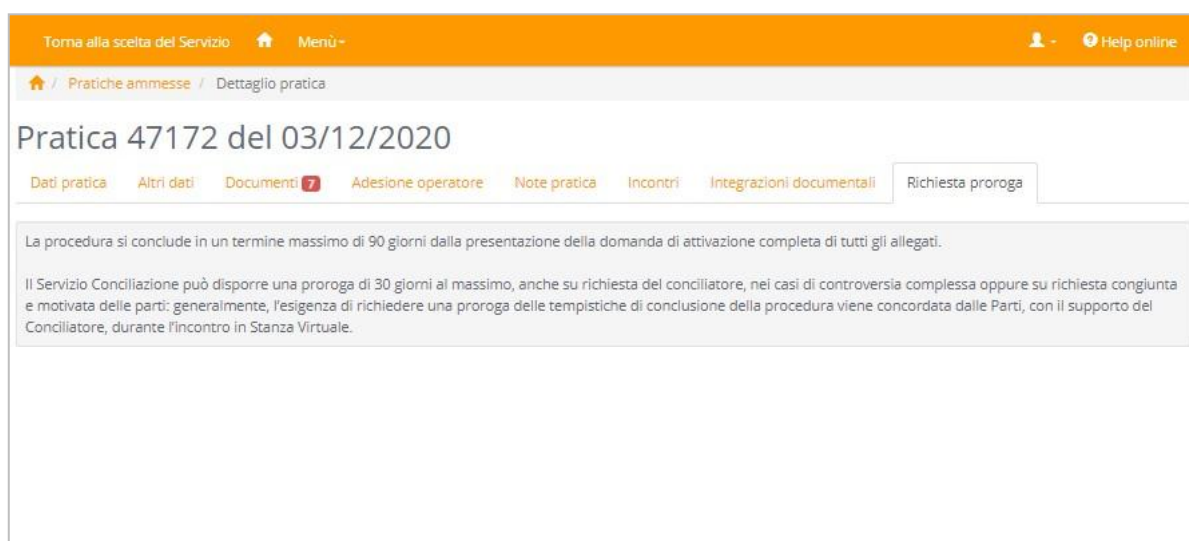 Torna alla scelta del Servizio Menù Help online
/ Pratiche ammesse / Dettaglio pratica
Pratica 47172 del 03/12/2020
Dati pratica Altri dati Documenti 7 Adesione operatore Note pratica Incontri Integrazioni documentali Richiesta proroga
La procedura si conclude in un termine massimo di 90 giorni dalla presentazione della domanda di attivazione completa di tutti gli allegati.
Il Servizio Conciliazione può disporre una proroga di 30 giorni al massimo, anche su richiesta del conciliatore, nei casi di controversia complessa oppure su richiesta congiunta
e motivata delle parti: generalmente, l'esigenza di richiedere una proroga delle tempistiche di conclusione della procedura viene concordata dalle Parti, con il supporto del
Conciliatore, durante l'incontro in Stanza Virtuale.